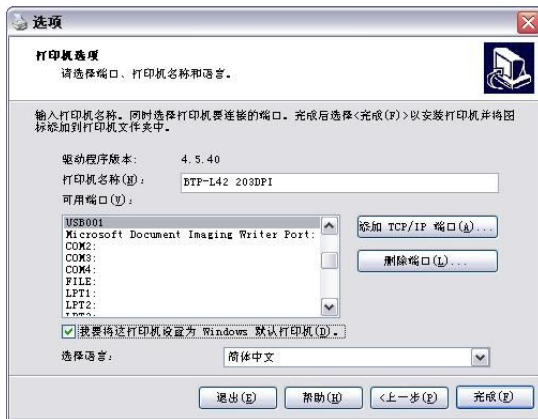 选项
打印机选项
请选择端口、打印机名称和语言。
输入打印机名称。同时选择打印机要连接的端口。完成后选择<完成(F)>以安装打印机并将图
标添加到打印机文件夹中。
驱动程序版本: 4.5.40
打印机名称(N): BTP-L42 203DPI
可用端口(V):
USB001
Microsoft Document Imaging Writer Port:
COM2:
COM3:
COM4:
FILE:
LPT1:
LPT2:
LPT3:
添加 TCP/IP 端口(A)...
删除端口(L)...
我要将这打印机设置为 Windows 默认打印机(D)。
选择语言: 简体中文
退出(E) 帮助(H) <上一步(P) 完成(F)